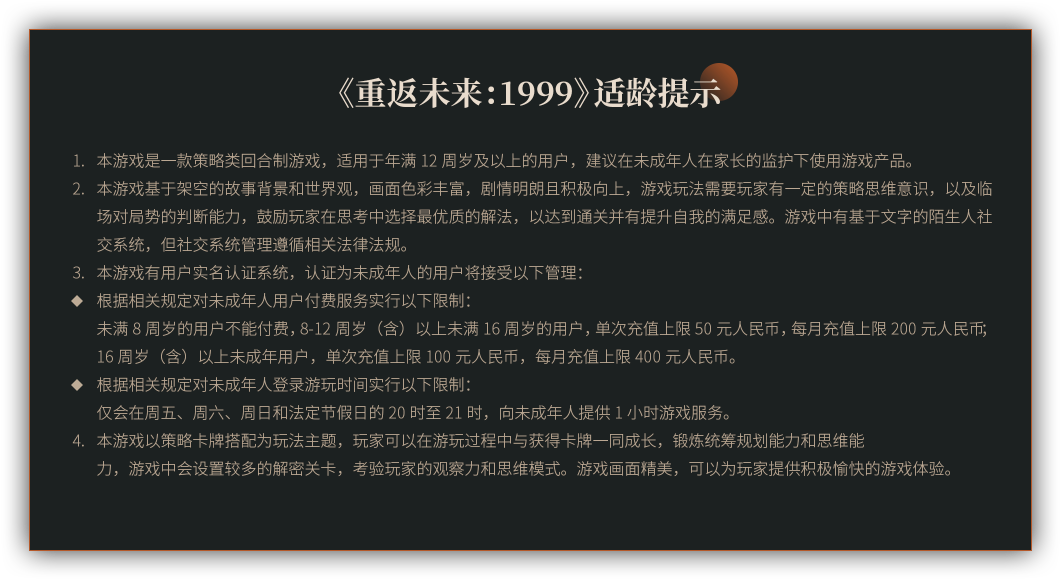 《重返未来:1999》适龄提示
1. 本游戏是一款策略类回合制游戏，适用于年满 12 周岁及以上的用户，建议在未成年人在家长的监护下使用游戏产品。
2. 本游戏基于架空的故事背景和世界观，画面色彩丰富，剧情明朗且积极向上，游戏玩法需要玩家有一定的策略思维意识，以及临
场对局势的判断能力，鼓励玩家在思考中选择最优质的解法，以达到通关并有提升自我的满足感。游戏中有基于文字的陌生人社
交系统，但社交系统管理遵循相关法律法规。
3. 本游戏有用户实名认证系统，认证为未成年人的用户将接受以下管理：
◆ 根据相关规定对未成年人用户付费服务实行以下限制：
未满 8 周岁的用户不能付费，8-12 周岁（含）以上未满 16 周岁的用户，单次充值上限 50 元人民币，每月充值上限 200 元人民币；
16 周岁（含）以上未成年用户，单次充值上限 100 元人民币，每月充值上限 400 元人民币。
◆ 根据相关规定对未成年人登录游玩时间实行以下限制：
仅会在周五、周六、周日和法定节假日的 20 时至 21 时，向未成年人提供 1 小时游戏服务。
4. 本游戏以策略卡牌搭配为玩法主题，玩家可以在游玩过程中与获得卡牌一同成长，锻炼统筹规划能力和思维能
力，游戏中会设置较多的解密关卡，考验玩家的观察力和思维模式。游戏画面精美，可以为玩家提供积极愉快的游戏体验。